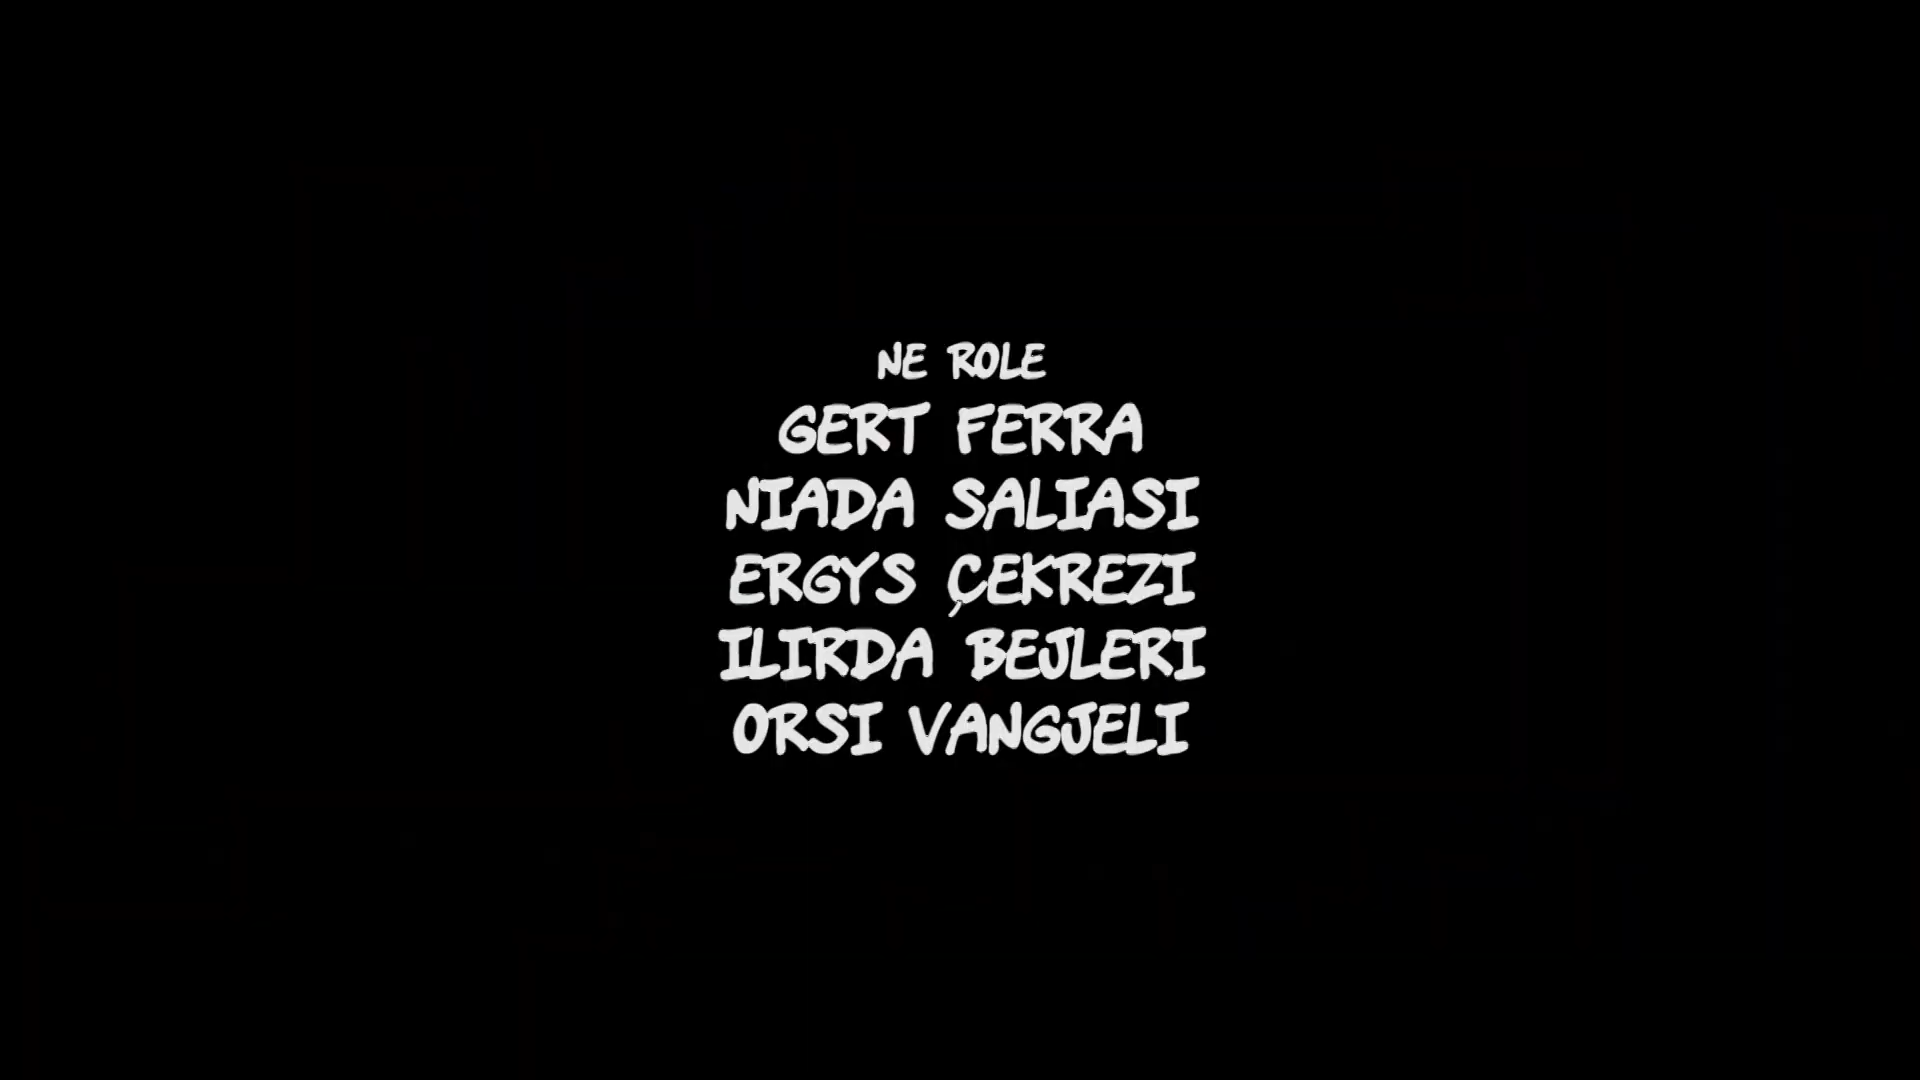 NE ROLE
GERT FERRA
NIADA SALIASI
ERGYS ÇEKREZI
ILIRDA BEJLERI
ORSI VANGJELI